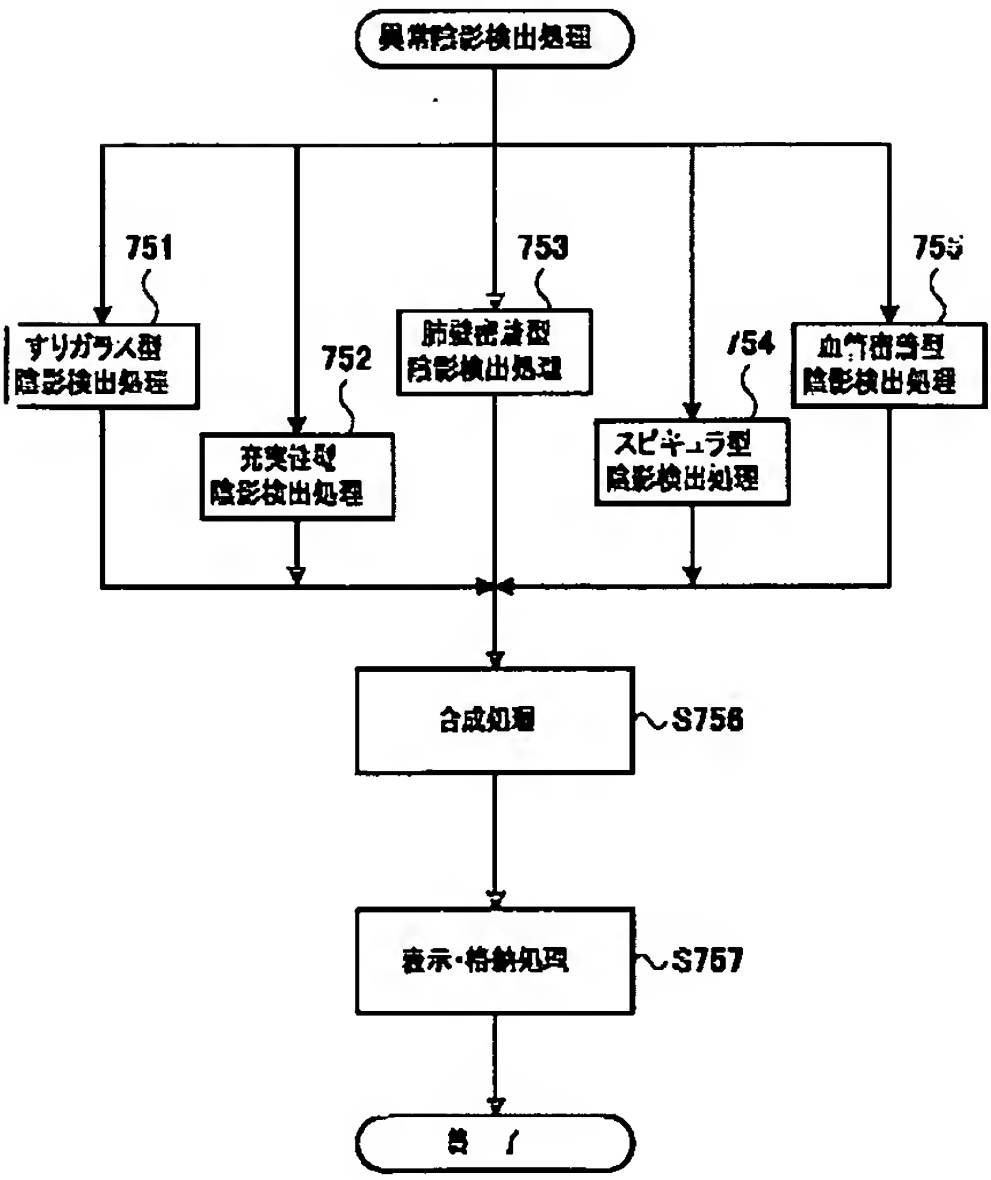 異常陰影検出処理
751
すりガラス型
陰影検出処理
752
充実性型
陰影検出処理
753
肺壁密着型
陰影検出処理
754
スピキュラ型
陰影検出処理
755
血管密着型
陰影検出処理
合成処理
S756
表示・格納処理
S757
終 了